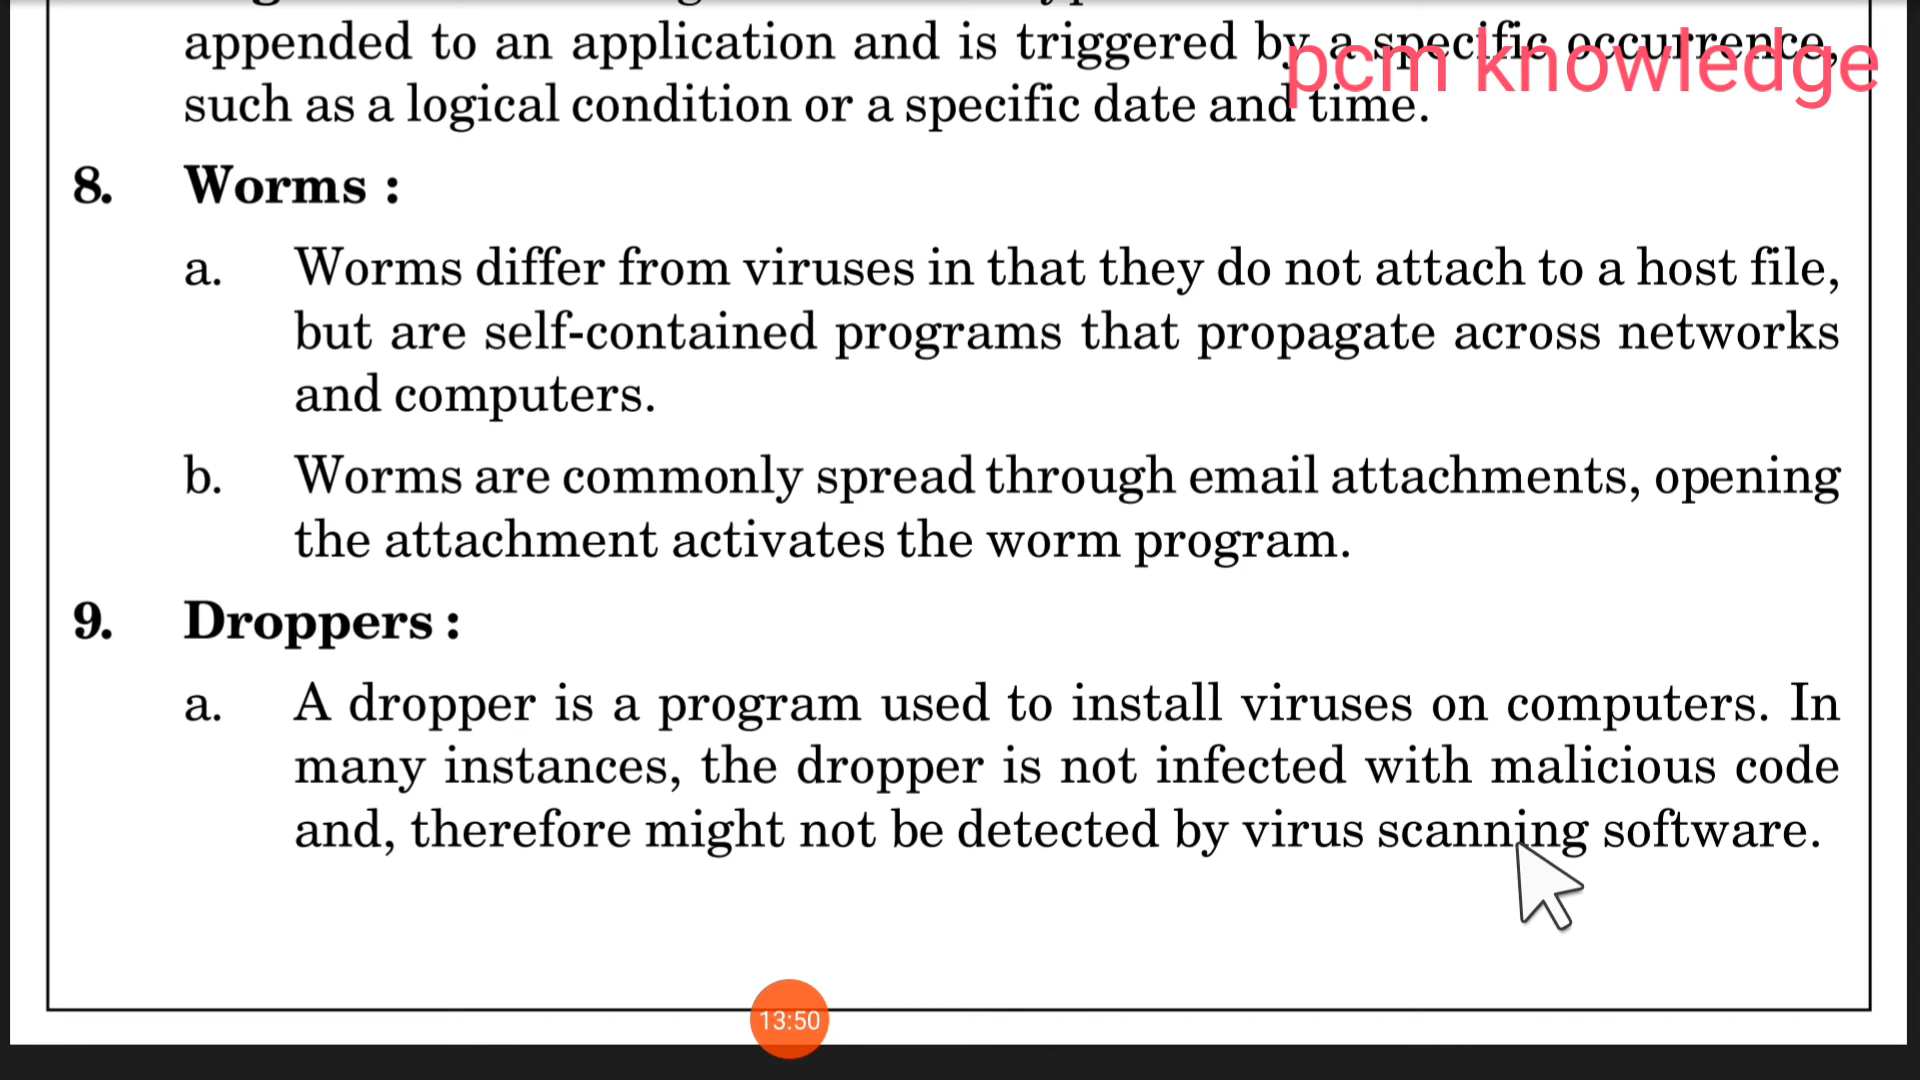 appended to an application and is triggered by a specific occurrence,
pcm knowledge
such as a logical condition or a specific date and time.
8. Worms :
a. Worms differ from viruses in that they do not attach to a host file,
but are self-contained programs that propagate across networks
and computers.
b. Worms are commonly spread through email attachments, opening
the attachment activates the worm program.
9. Droppers :
a. A dropper is a program used to install viruses on computers. In
many instances, the dropper is not infected with malicious code
and, therefore might not be detected by virus scanning software.
13:50